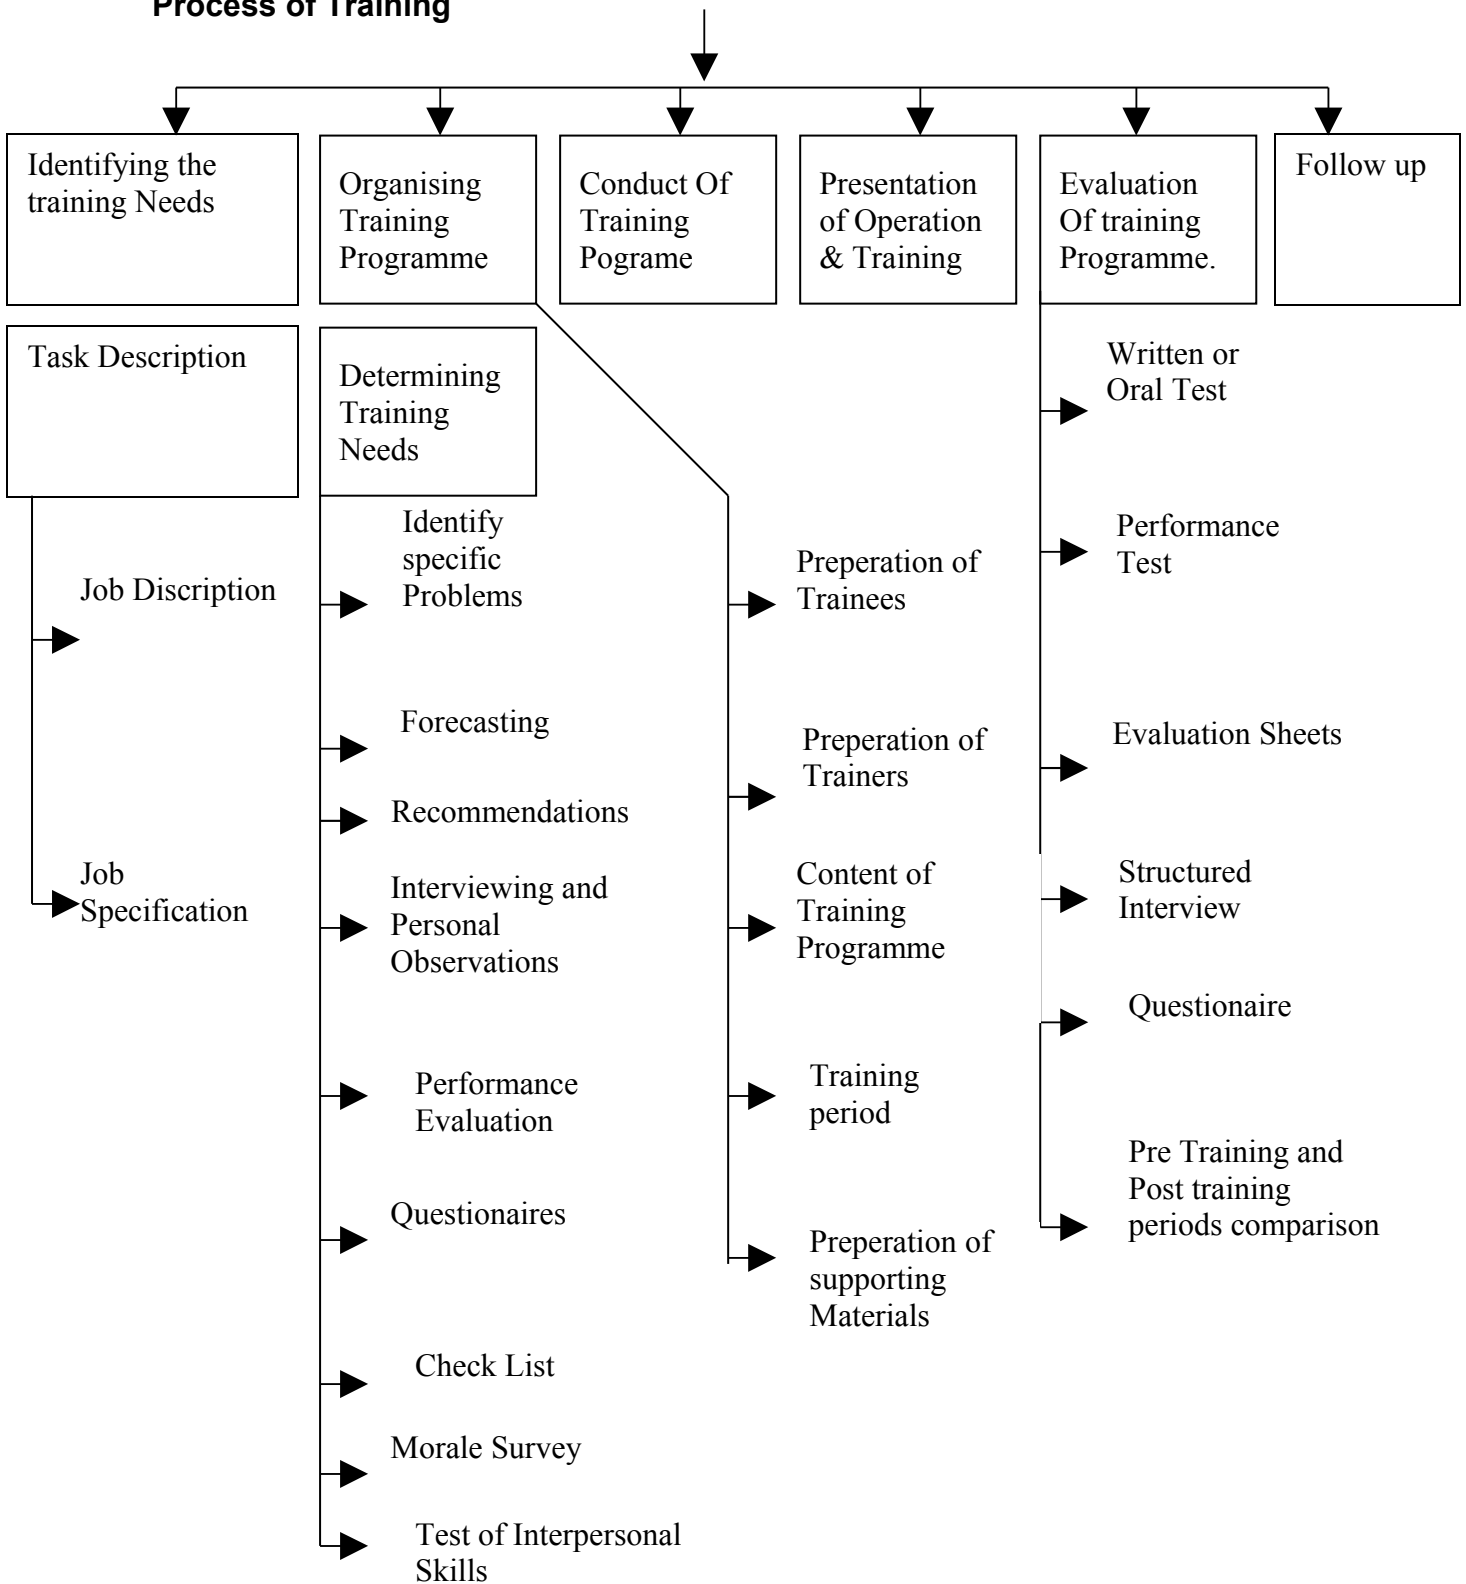 Process of Training
Identifying the
training Needs
Organising
Training
Programme
Conduct Of
Training
Pograme
Presentation
of Operation
& Training
Evaluation
Of training
Programme.
Follow up
Task Description
Determining
Training
Needs
Job Discription
Job
Specification
Identify
specific
Problems
Forecasting
Recommendations
Interviewing and
Personal
Observations
Performance
Evaluation
Questionaires
Check List
Morale Survey
Test of Interpersonal
Skills
Preperation of
Trainees
Preperation of
Trainers
Content of
Training
Programme
Training
period
Preperation of
supporting
Materials
Written or
Oral Test
Performance
Test
Evaluation Sheets
Structured
Interview
Questionaire
Pre Training and
Post training
periods comparison